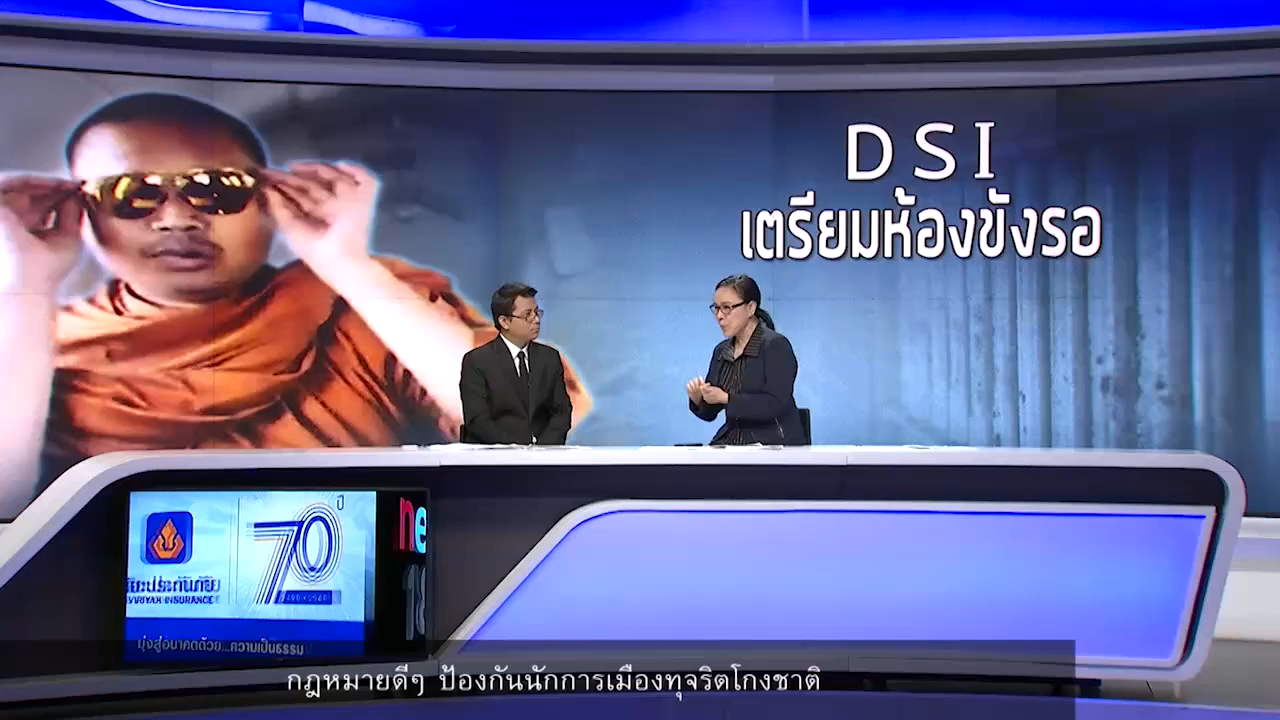 DSI
เตรียมห้องขังรอ
70 ปี
VIRIYAH INSURANCE
มุ่งสู่อนาคตด้วย...ความเป็นธรรม
กฎหมายดีๆ ป้องกันนักการเมืองทุจริตโกงชาติ